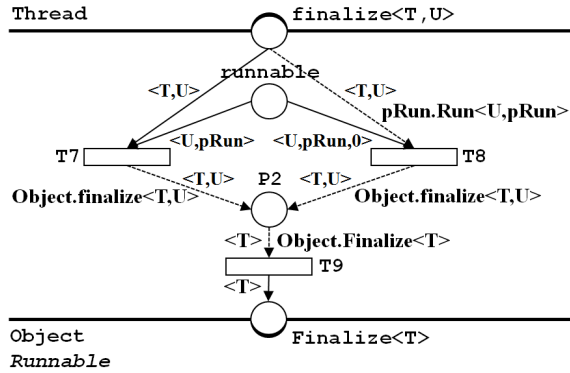 Thread finalize<T,U>
runnable
<T,U> <T,U>
pRun.Run<U,pRun>
<U,pRun> <U,pRun,0>
T7 T8
<T,U> P2 <T,U>
Object.finalize<T,U> Object.finalize<T,U>
<T> Object.Finalize<T>
T9
<T>
Object Finalize<T>
Runnable